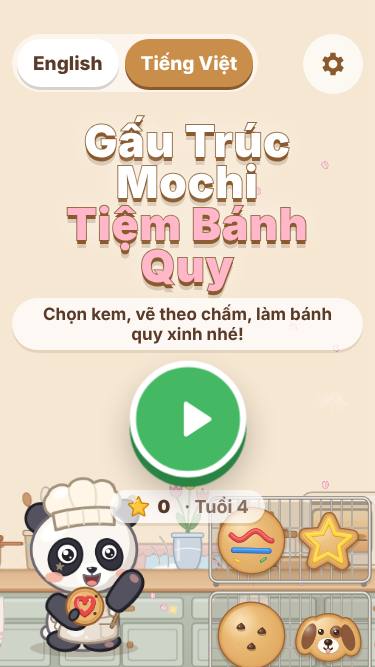 English
Tiếng Việt
Gấu Trúc
Mochi
Tiệm Bánh
Quy
Chọn kem, vẽ theo chấm, làm bánh
quy xinh nhé!
0 · Tuổi 4